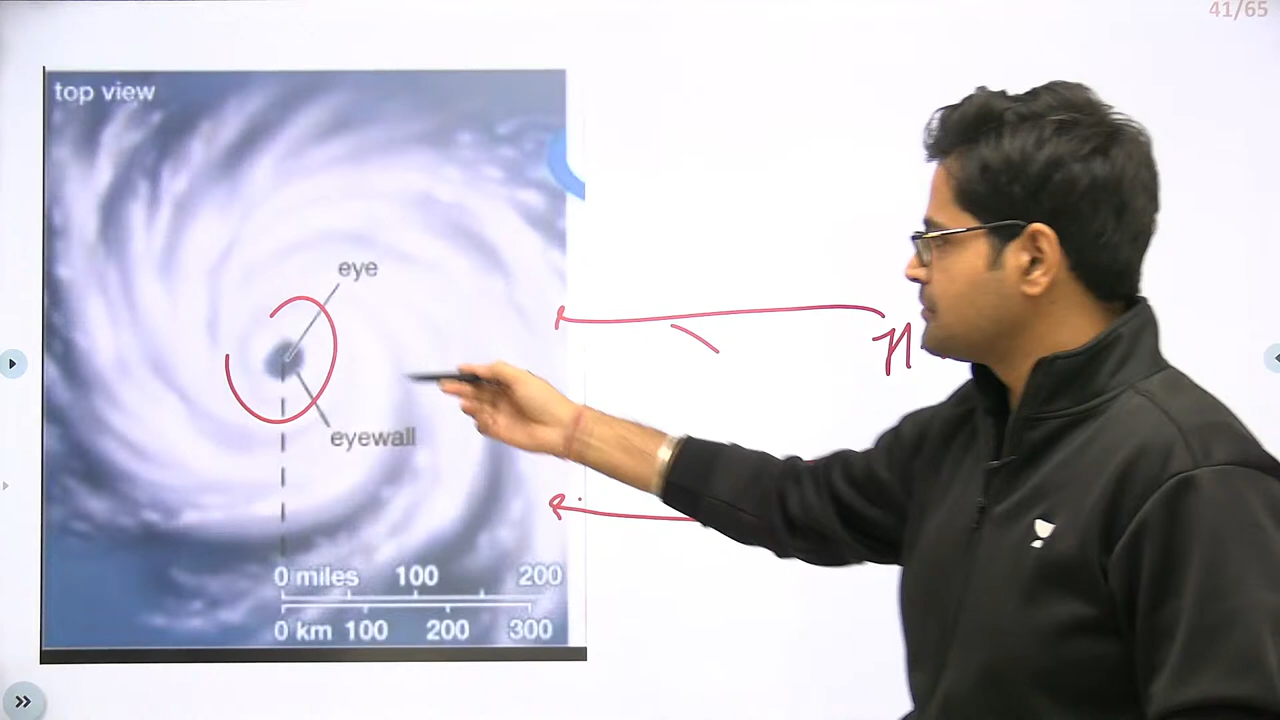 41/65
top view
eye
eyewall
0 miles 100 200
0 km 100 200 300